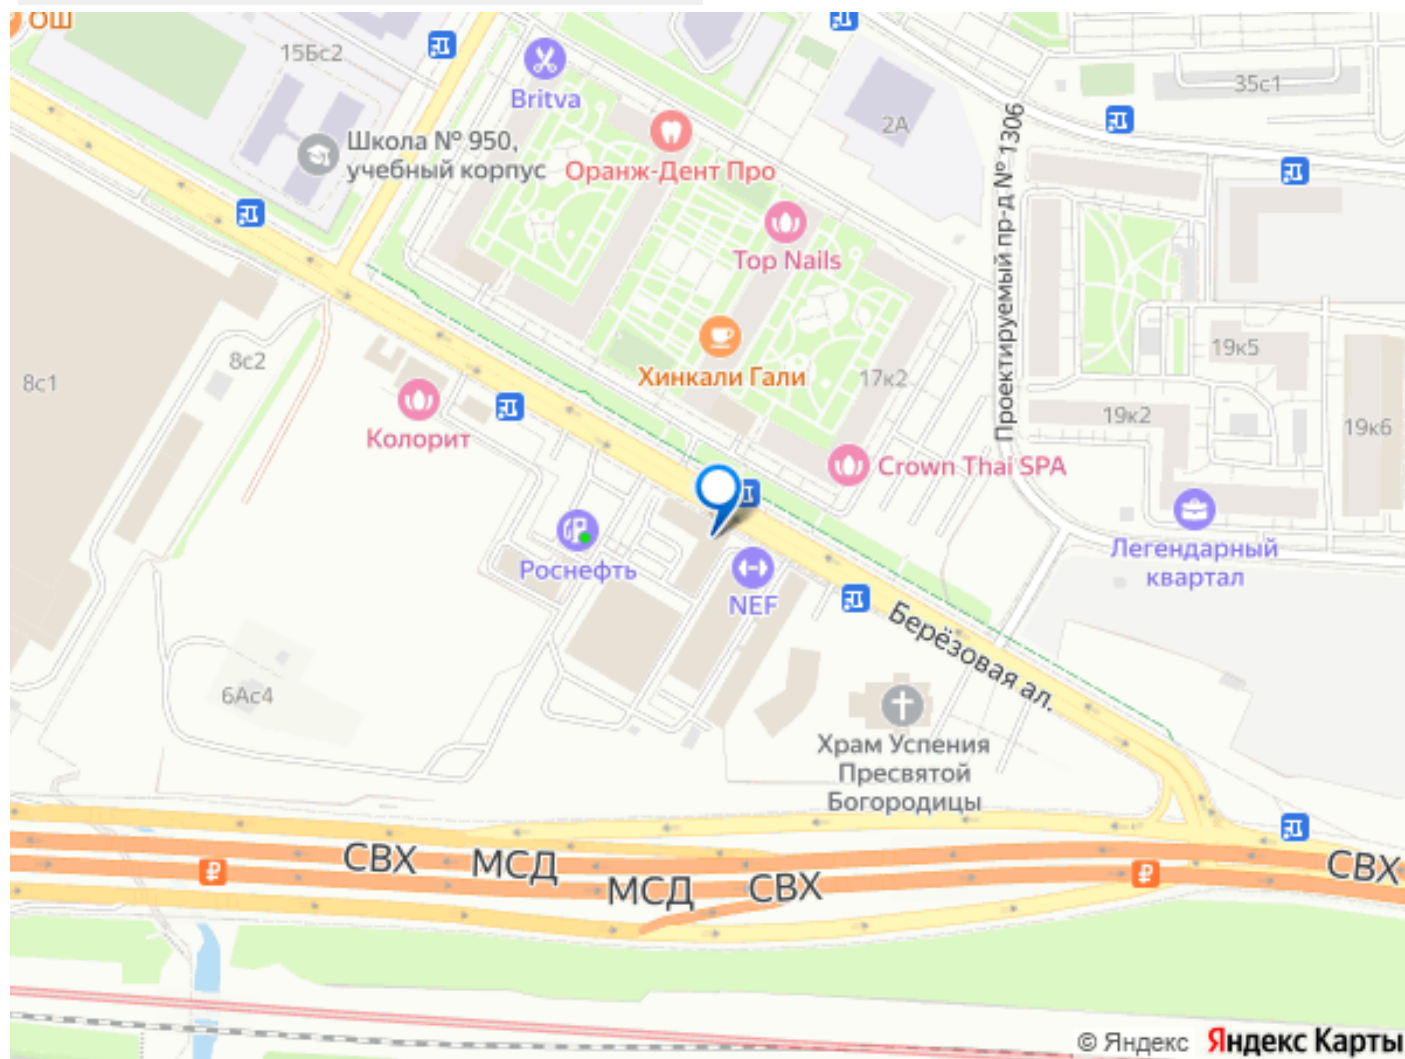 ОШ
15Бс2
Britva
35с1
2А
Школа № 950,
учебный корпус
Оранж-Дент Про
Проектируемый пр-д № 1306
Top Nails
8с1
8с2
Хинкали Гали
17к2
19к5
19к2
19к6
Колорит
Crown Thai SPA
Роснефть
NEF
Легендарный
квартал
Берёзовая ал.
6Ас4
Храм Успения
Пресвятой
Богородицы
СВХ
МСД
МСД
СВХ
СВХ
© Яндекс Яндекс Карты